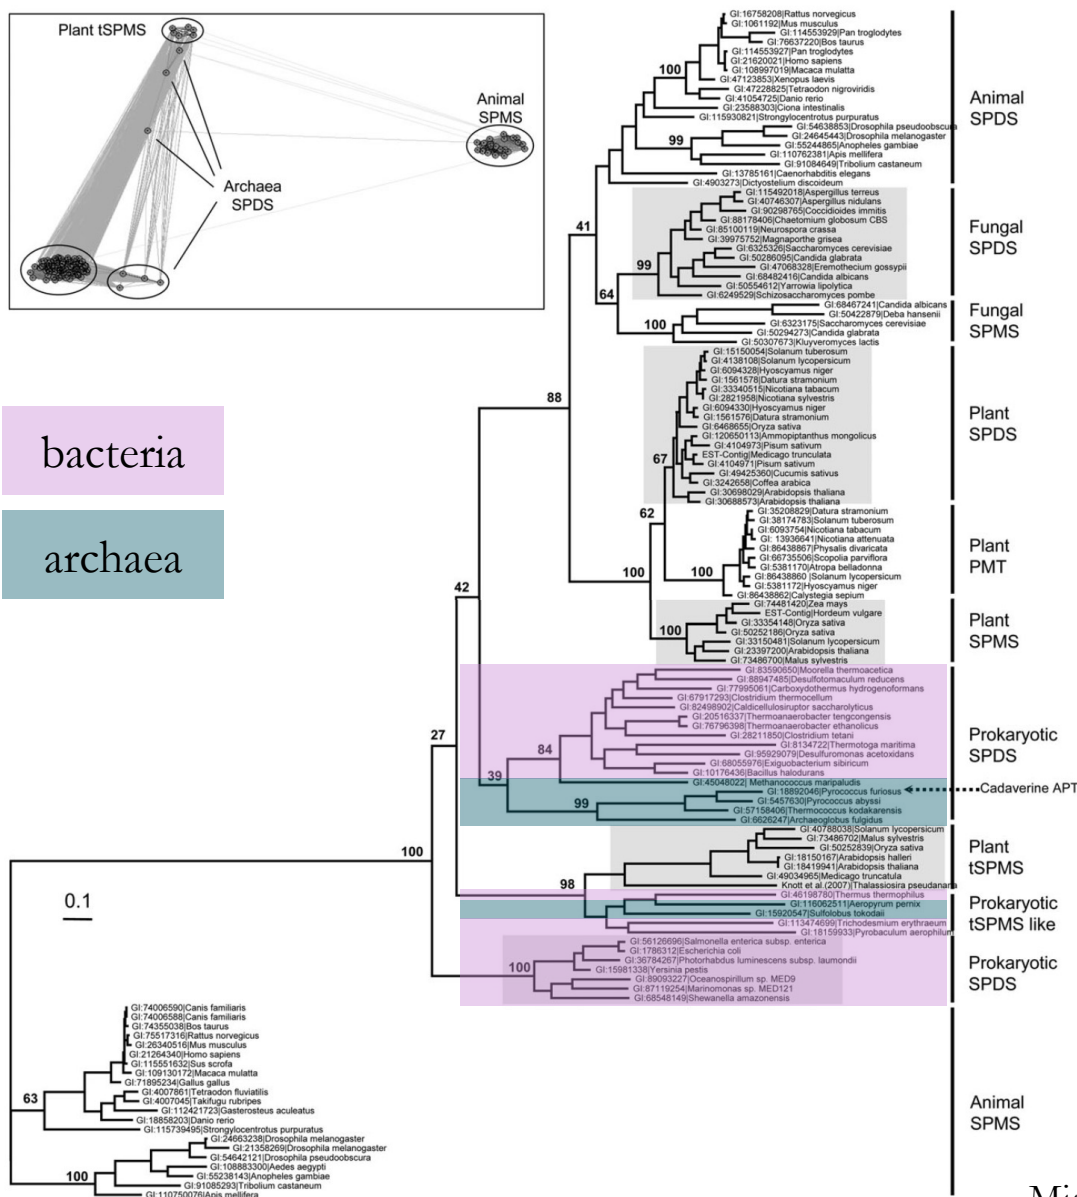 Plant tSPMS
Animal
SPMS
Archaea
SPDS
bacteria
archaea
0.1
GI:16758208|Rattus norvegicus
GI:1061192|Mus musculus
GI:114553929|Pan troglodytes
GI:76637220|Bos taurus
GI:114553927|Pan troglodytes
GI:21620021|Homo sapiens
GI:108997019|Macaca mulatta
100
GI:47123853|Xenopus laevis
GI:47228825|Tetraodon nigroviridis
GI:41054725|Danio rerio
GI:23588303|Ciona intestinalis
GI:115930821|Strongylocentrotus purpuratus
GI:54638853|Drosophila pseudoobscura
GI:24645443|Drosophila melanogaster
99
GI:55244865|Anopheles gambiae
GI:110762381|Apis mellifera
GI:91084649|Tribolium castaneum
GI:13785161|Caenorhabditis elegans
GI:4903273|Dictyostelium discoideum
Animal
SPDS
GI:115492018|Aspergillus terreus
GI:40746307|Aspergillus nidulans
GI:90298765|Coccidioides immitis
GI:88178406|Chaetomium globosum CBS
GI:85100119|Neurospora crassa
GI:39975752|Magnaporthe grisea
41
GI:6325326|Saccharomyces cerevisiae
GI:50286095|Candida glabrata
GI:47068328|Eremothecium gossypii
99
GI:68482416|Candida albicans
GI:50554612|Yarrowia lipolytica
GI:6249529|Schizosaccharomyces pombe
64
Fungal
SPDS
GI:68467241|Candida albicans
GI:50422879|Deba hansenii
GI:6323175|Saccharomyces cerevisiae
100
GI:50294273|Candida glabrata
GI:50307673|Kluyveromyces lactis
Fungal
SPMS
GI:15150054|Solanum tuberosum
GI:4138108|Solanum lycopersicum
GI:6094328|Hyoscyamus niger
GI:1561578|Datura stramonium
GI:33340515|Nicotiana tabacum
GI:2821958|Nicotiana sylvestris
88
GI:6094330|Hyoscyamus niger
GI:1561576|Datura stramonium
GI:6468655|Oryza sativa
GI:120650113|Ammopiptanthus mongolicus
GI:4104973|Pisum sativum
EST-Contig|Medicago trunculata
67
GI:4104971|Pisum sativum
GI:49425360|Cucumis sativus
GI:3242658|Coffea arabica
GI:30698029|Arabidopsis thaliana
GI:30688573|Arabidopsis thaliana
Plant
SPDS
62
GI:35208829|Datura stramonium
GI:38174783|Solanum tuberosum
GI:6093754|Nicotiana tabacum
GI: 13936641|Nicotiana attenuata
GI:86438867|Physalis divaricata
GI:66735506|Scopolia parviflora
GI:5381170|Atropa belladonna
100
100
GI:86438860 |Solanum lycopersicum
GI:5381172|Hyoscyamus niger
GI:86438862|Calystegia sepium
Plant
PMT
42
GI:74481420|Zea mays
EST-Contig|Hordeum vulgare
GI:33354148|Oryza sativa
100
GI:50252186|Oryza sativa
GI:33150481|Solanum lycopersicum
GI:23397200|Arabidopsis thaliana
GI:73486700|Malus sylvestris
Plant
SPMS
GI:83590650|Moorella thermoacetica
GI:88947485|Desulfotomaculum reducens
GI:77995061|Carboxydothermus hydrogenoformans
GI:67917293|Clostridium thermocellum
GI:82498902|Caldicellulosiruptor saccharolyticus
GI:20516337|Thermoanaerobacter tengcongensis
GI:76796398|Thermoanaerobacter ethanolicus
27
GI:28211850|Clostridium tetani
GI:8134722|Thermotoga maritima
84
GI:95929079|Desulfuromonas acetoxidans
GI:68055976|Exiguobacterium sibiricum
GI:10176436|Bacillus halodurans
39
GI:45048022| Methanococcus maripaludis
GI:18892046|Pyrococcus furiosus
Cadaverine APT
GI:5457630|Pyrococcus abyssi
99
GI:57158406|Thermococcus kodakarensis
GI:6626247|Archaeoglobus fulgidus
Prokaryotic
SPDS
GI:40788038|Solanum lycopersicum
GI:73486702|Malus sylvestris
GI:50252839|Oryza sativa
100
GI:18150167|Arabidopsis halleri
GI:18419941|Arabidopsis thaliana
GI:49034965|Medicago truncatula
98
Knott et al.(2007)|Thalassiosira pseudanana
Plant
tSPMS
GI:46198780|Thermus thermophilus
GI:116062511|Aeropyrum pernix
GI:15920547|Sulfolobus tokodaii
GI:113474699|Trichodesmium erythraeum
GI:18159933|Pyrobaculum aerophilum
Prokaryotic
tSPMS like
GI:56126696|Salmonella enterica subsp. enterica
GI:1786312|Escherichia coli
GI:36784267|Photorhabdus luminescens subsp. laumondii
100
GI:15981338|Yersinia pestis
GI:89093227|Oceanospirillum sp. MED9
GI:87119254|Marinomonas sp. MED121
GI:68548149|Shewanella amazonensis
Prokaryotic
SPDS
GI:74006590|Canis familiaris
GI:74006588|Canis familiaris
GI:74355038|Bos taurus
GI:75517316|Rattus norvegicus
GI:26340516|Mus musculus
GI:21264340|Homo sapiens
GI:115551632|Sus scrofa
GI:109130172|Macaca mulatta
GI:71895234|Gallus gallus
GI:4007861|Tetraodon fluviatilis
63
GI:4007045|Takifugu rubripes
GI:112421723|Gasterosteus aculeatus
GI:18858203|Danio rerio
GI:115739495|Strongylocentrotus purpuratus
GI:24663238|Drosophila melanogaster
GI:21358269|Drosophila melanogaster
GI:54642121|Drosophila pseudoobscura
GI:108883300|Aedes aegypti
100
GI:55238143|Anopheles gambiae
GI:91085293|Tribolium castaneum
GI:110750076|Apis mellifera
Animal
SPMS